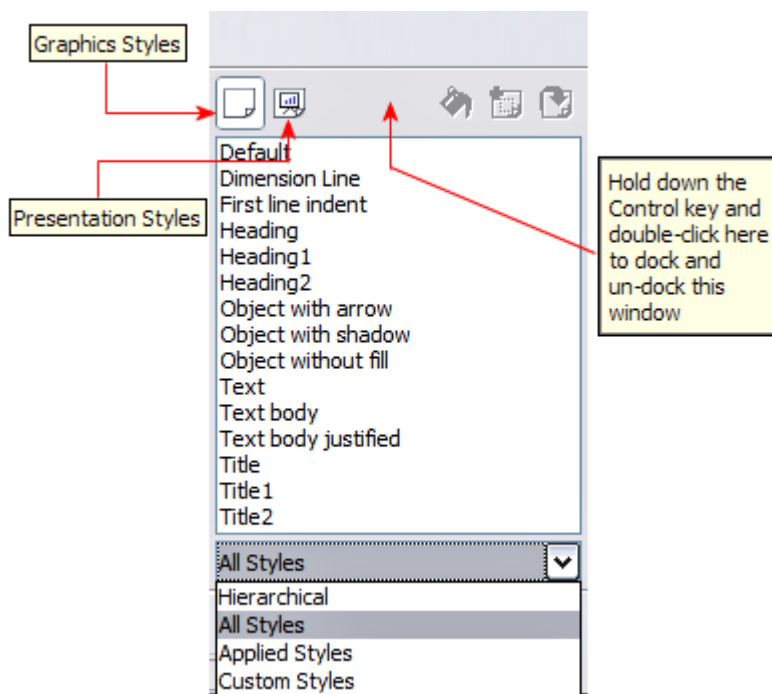 Graphics Styles
Presentation Styles
Default
Dimension Line
First line indent
Heading
Heading1
Heading2
Object with arrow
Object with shadow
Object without fill
Text
Text body
Text body justified
Title
Title1
Title2
Hold down the
Control key and
double-click here
to dock and
un-dock this
window
All Styles
Hierarchical
All Styles
Applied Styles
Custom Styles